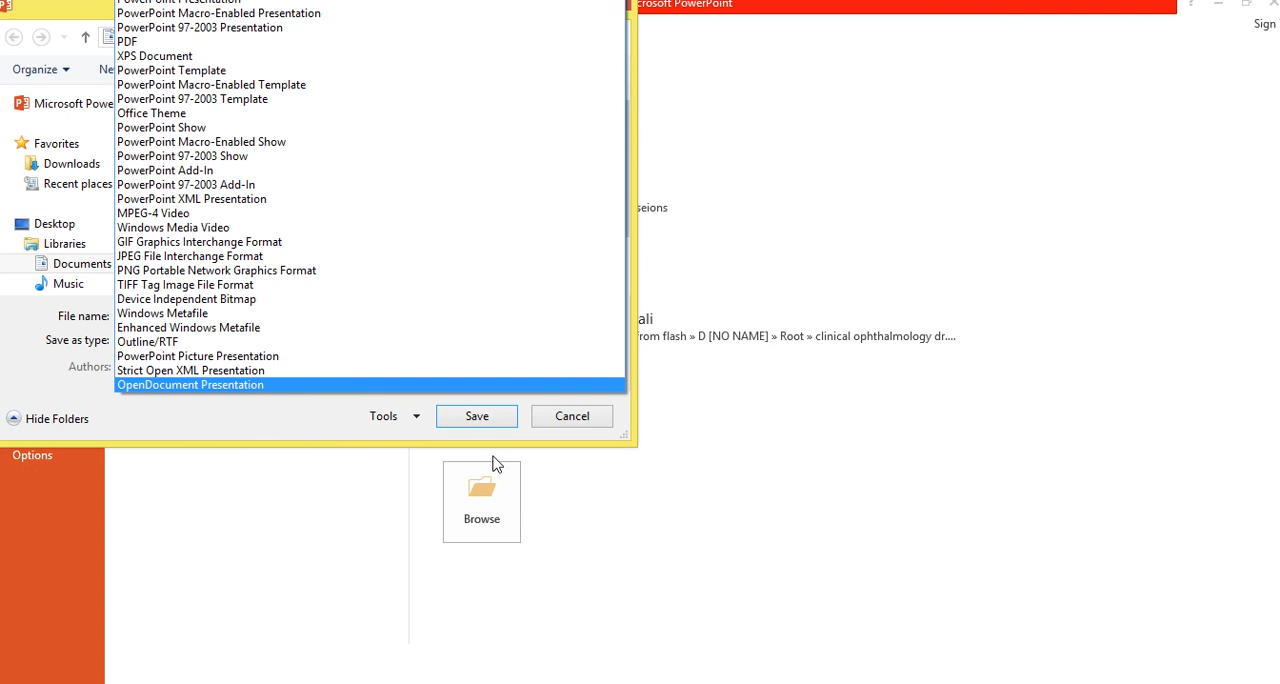 PowerPoint Presentation
crosoft PowerPoint
PowerPoint Macro-Enabled Presentation
PowerPoint 97-2003 Presentation
Sign
PDF
XPS Document
Organize
Ne
PowerPoint Template
PowerPoint Macro-Enabled Template
PowerPoint 97-2003 Template
Microsoft Powe
Office Theme
PowerPoint Show
PowerPoint Macro-Enabled Show
Favorites
PowerPoint 97-2003 Show
Downloads
PowerPoint Add-In
Recent places
PowerPoint 97-2003 Add-In
PowerPoint XML Presentation
seions
MPEG-4 Video
Desktop
Windows Media Video
Libraries
GIF Graphics Interchange Format
JPEG File Interchange Format
Documents
PNG Portable Network Graphics Format
Music
TIFF Tag Image File Format
Device Independent Bitmap
File name:
Windows Metafile
ali
Enhanced Windows Metafile
Save as type:
Outline/RTF
rom flash » D [NO NAME] » Root » clinical ophthalmology dr....
PowerPoint Picture Presentation
Authors:
Strict Open XML Presentation
OpenDocument Presentation
Hide Folders
Tools
Save
Cancel
Options
Browse